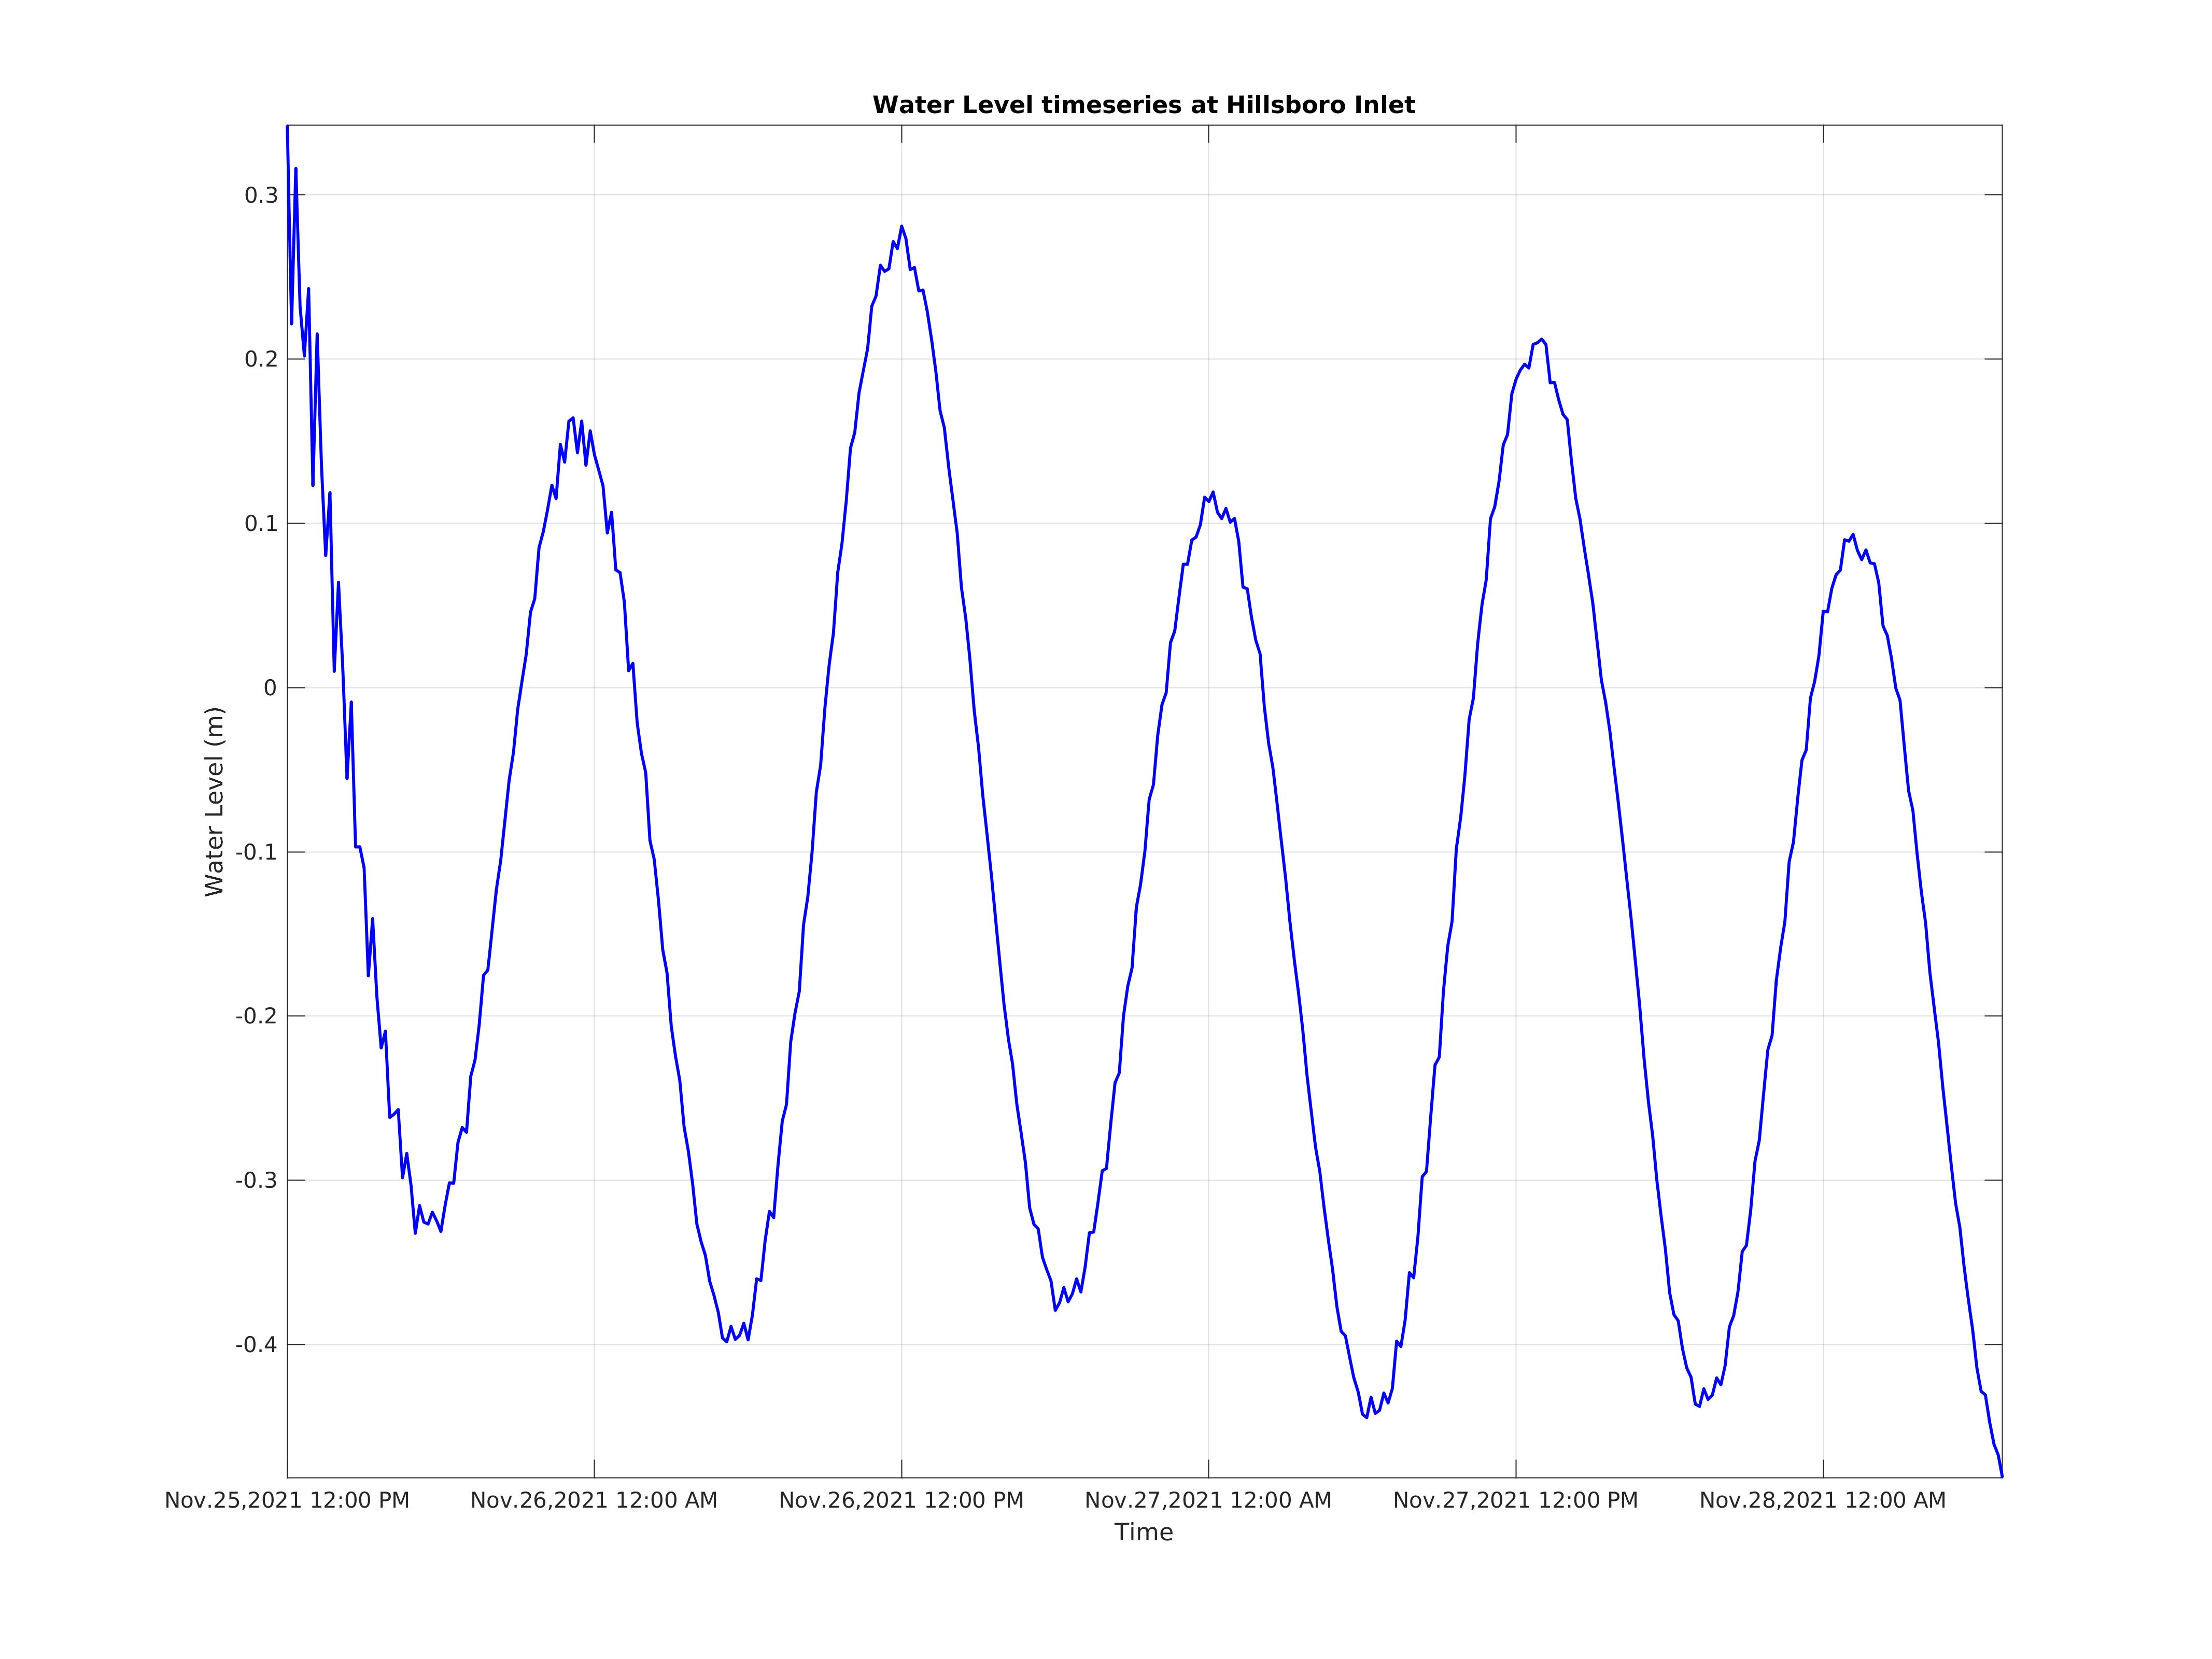 Water Level timeseries at Hillsboro Inlet
0.3
0.2
0.1
0
-0.1
-0.2
-0.3
-0.4
Water Level (m)
Nov.25,2021 12:00 PM
Nov.26,2021 12:00 AM
Nov.26,2021 12:00 PM
Nov.27,2021 12:00 AM
Nov.27,2021 12:00 PM
Nov.28,2021 12:00 AM
Time